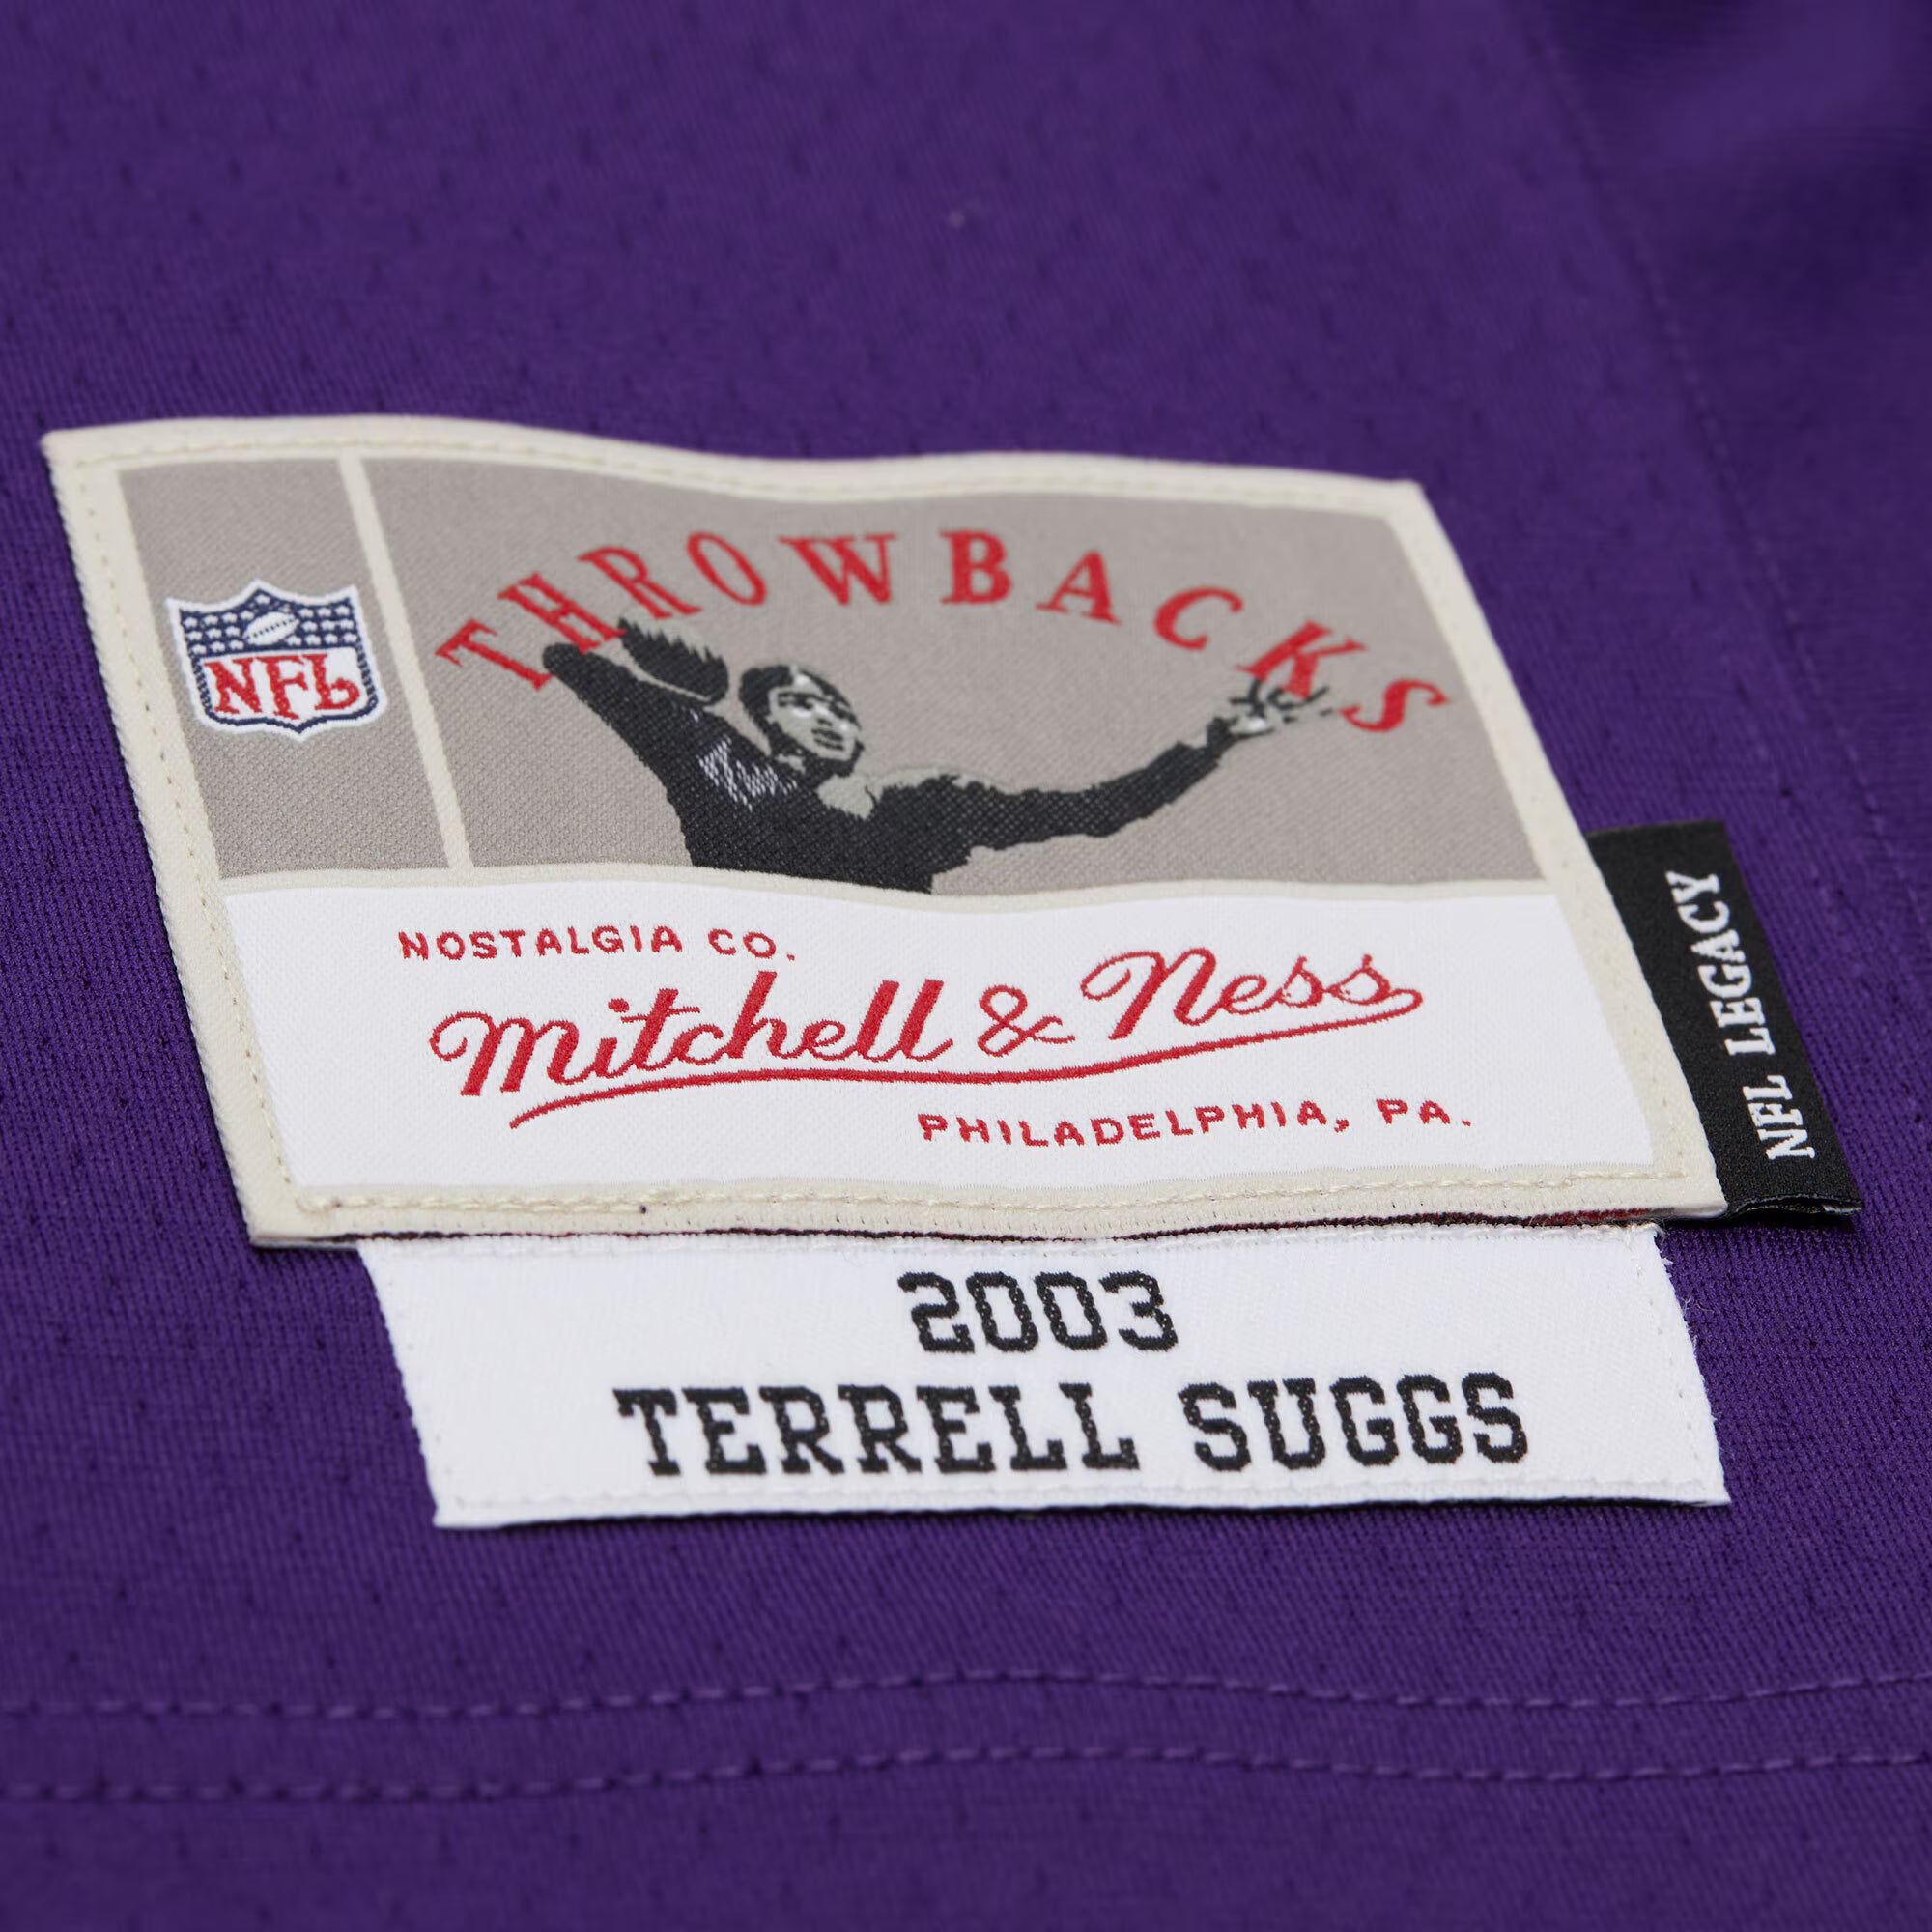 THROWBACKS
NFL
NOSTALGIA CO.
Mitchell & Ness
PHILADELPHIA, PA.
NFL LEGACY
2003
TERRELL SUGGS